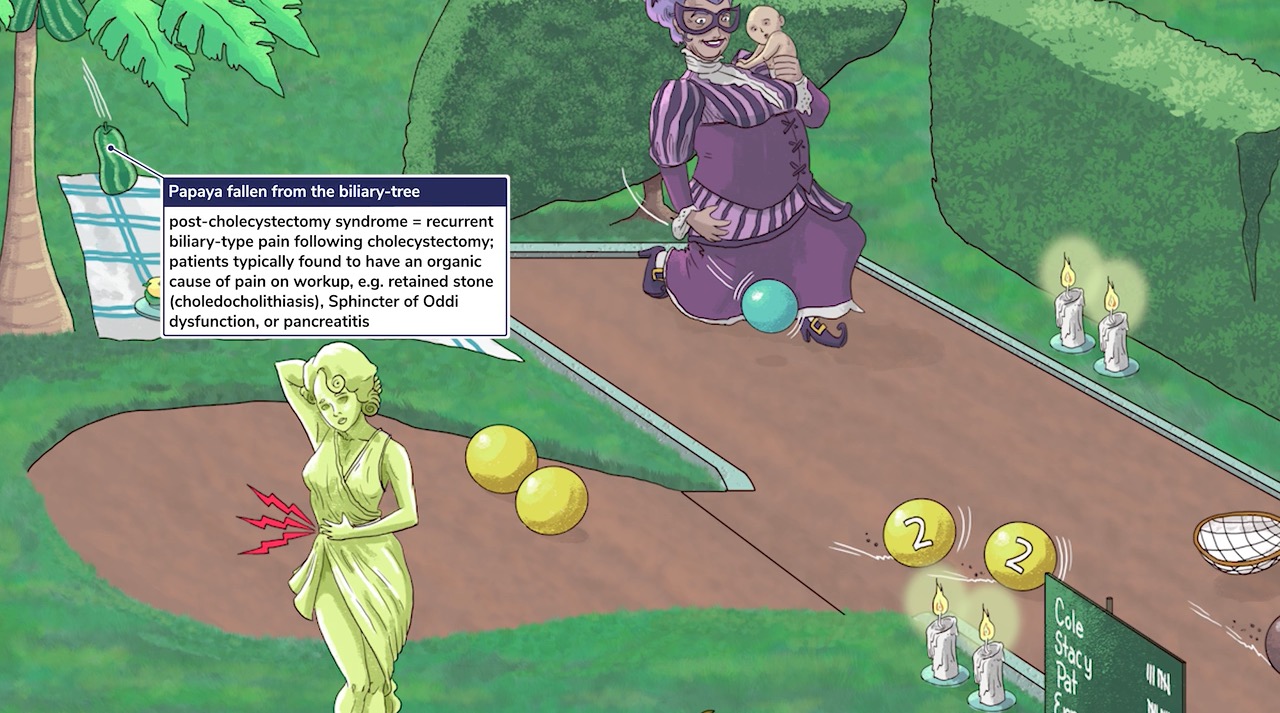 Papaya fallen from the biliary-tree
post-cholecystectomy syndrome = recurrent
biliary-type pain following cholecystectomy;
patients typically found to have an organic
cause of pain on workup, e.g. retained stone
(choledocholithiasis), Sphincter of Oddi
dysfunction, or pancreatitis
2 2
Cole
Stacy
Pat